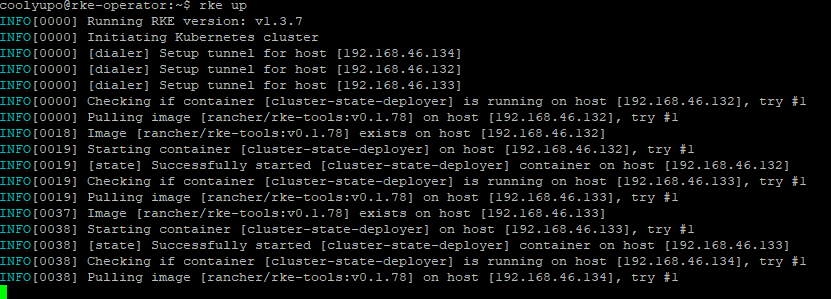 coolyupo@rke-operator:~$ rke up
INFO[0000] Running RKE version: v1.3.7
INFO[0000] Initiating Kubernetes cluster
INFO[0000] [dialer] Setup tunnel for host [192.168.46.134]
INFO[0000] [dialer] Setup tunnel for host [192.168.46.132]
INFO[0000] [dialer] Setup tunnel for host [192.168.46.133]
INFO[0000] Checking if container [cluster-state-deployer] is running on host [192.168.46.132], try #1
INFO[0000] Pulling image [rancher/rke-tools:v0.1.78] on host [192.168.46.132], try #1
INFO[0018] Image [rancher/rke-tools:v0.1.78] exists on host [192.168.46.132]
INFO[0019] Starting container [cluster-state-deployer] on host [192.168.46.132], try #1
INFO[0019] [state] Successfully started [cluster-state-deployer] container on host [192.168.46.132]
INFO[0019] Checking if container [cluster-state-deployer] is running on host [192.168.46.133], try #1
INFO[0019] Pulling image [rancher/rke-tools:v0.1.78] on host [192.168.46.133], try #1
INFO[0037] Image [rancher/rke-tools:v0.1.78] exists on host [192.168.46.133]
INFO[0038] Starting container [cluster-state-deployer] on host [192.168.46.133], try #1
INFO[0038] [state] Successfully started [cluster-state-deployer] container on host [192.168.46.133]
INFO[0038] Checking if container [cluster-state-deployer] is running on host [192.168.46.134], try #1
INFO[0038] Pulling image [rancher/rke-tools:v0.1.78] on host [192.168.46.134], try #1